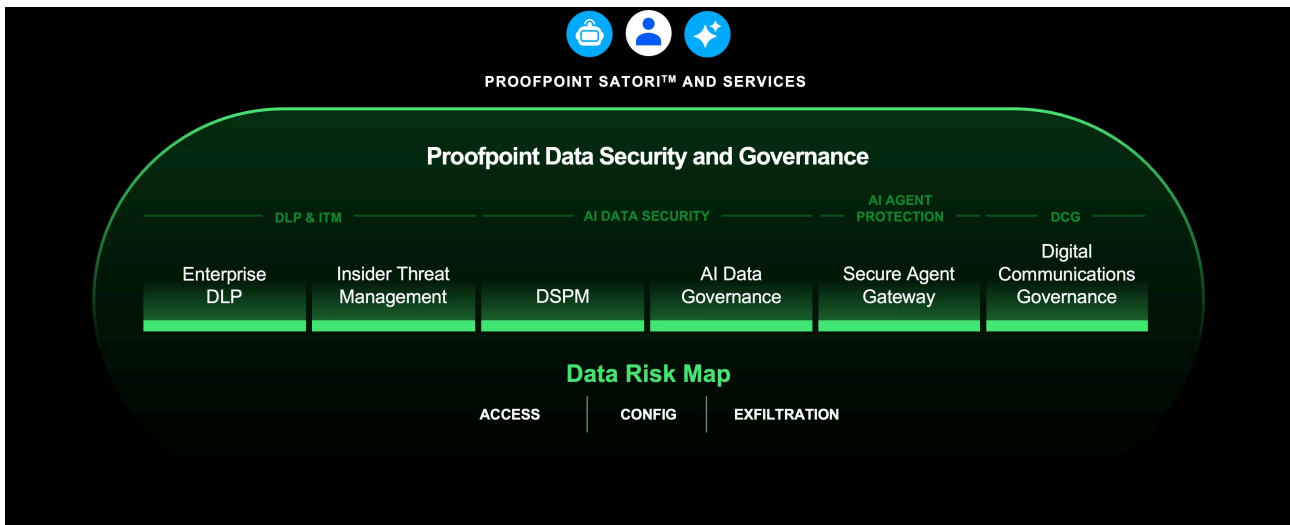 PROOFPOINT SATORI™ AND SERVICES
Proofpoint Data Security and Governance
DLP & ITM
AI DATA SECURITY
AI AGENT
PROTECTION
DCG
Enterprise
DLP
Insider Threat
Management
DSPM
AI Data
Governance
Secure Agent
Gateway
Digital
Communications
Governance
Data Risk Map
ACCESS
CONFIG
EXFILTRATION